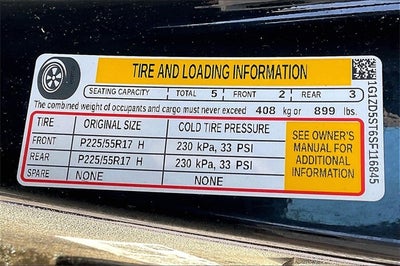 TIRE AND LOADING INFORMATION
SEATING CAPACITY TOTAL 5 FRONT 2 REAR 3
The combined weight of occupants and cargo must never exceed 408 kg or 899 lbs.
TIRE ORIGINAL SIZE COLD TIRE PRESSURE
FRONT P225/55R17 H 230 kPa, 33 PSI
REAR P225/55R17 H 230 kPa, 33 PSI
SPARE NONE NONE
SEE OWNER'S
MANUAL FOR
ADDITIONAL
INFORMATION
1G1ZD5ST6SF116845